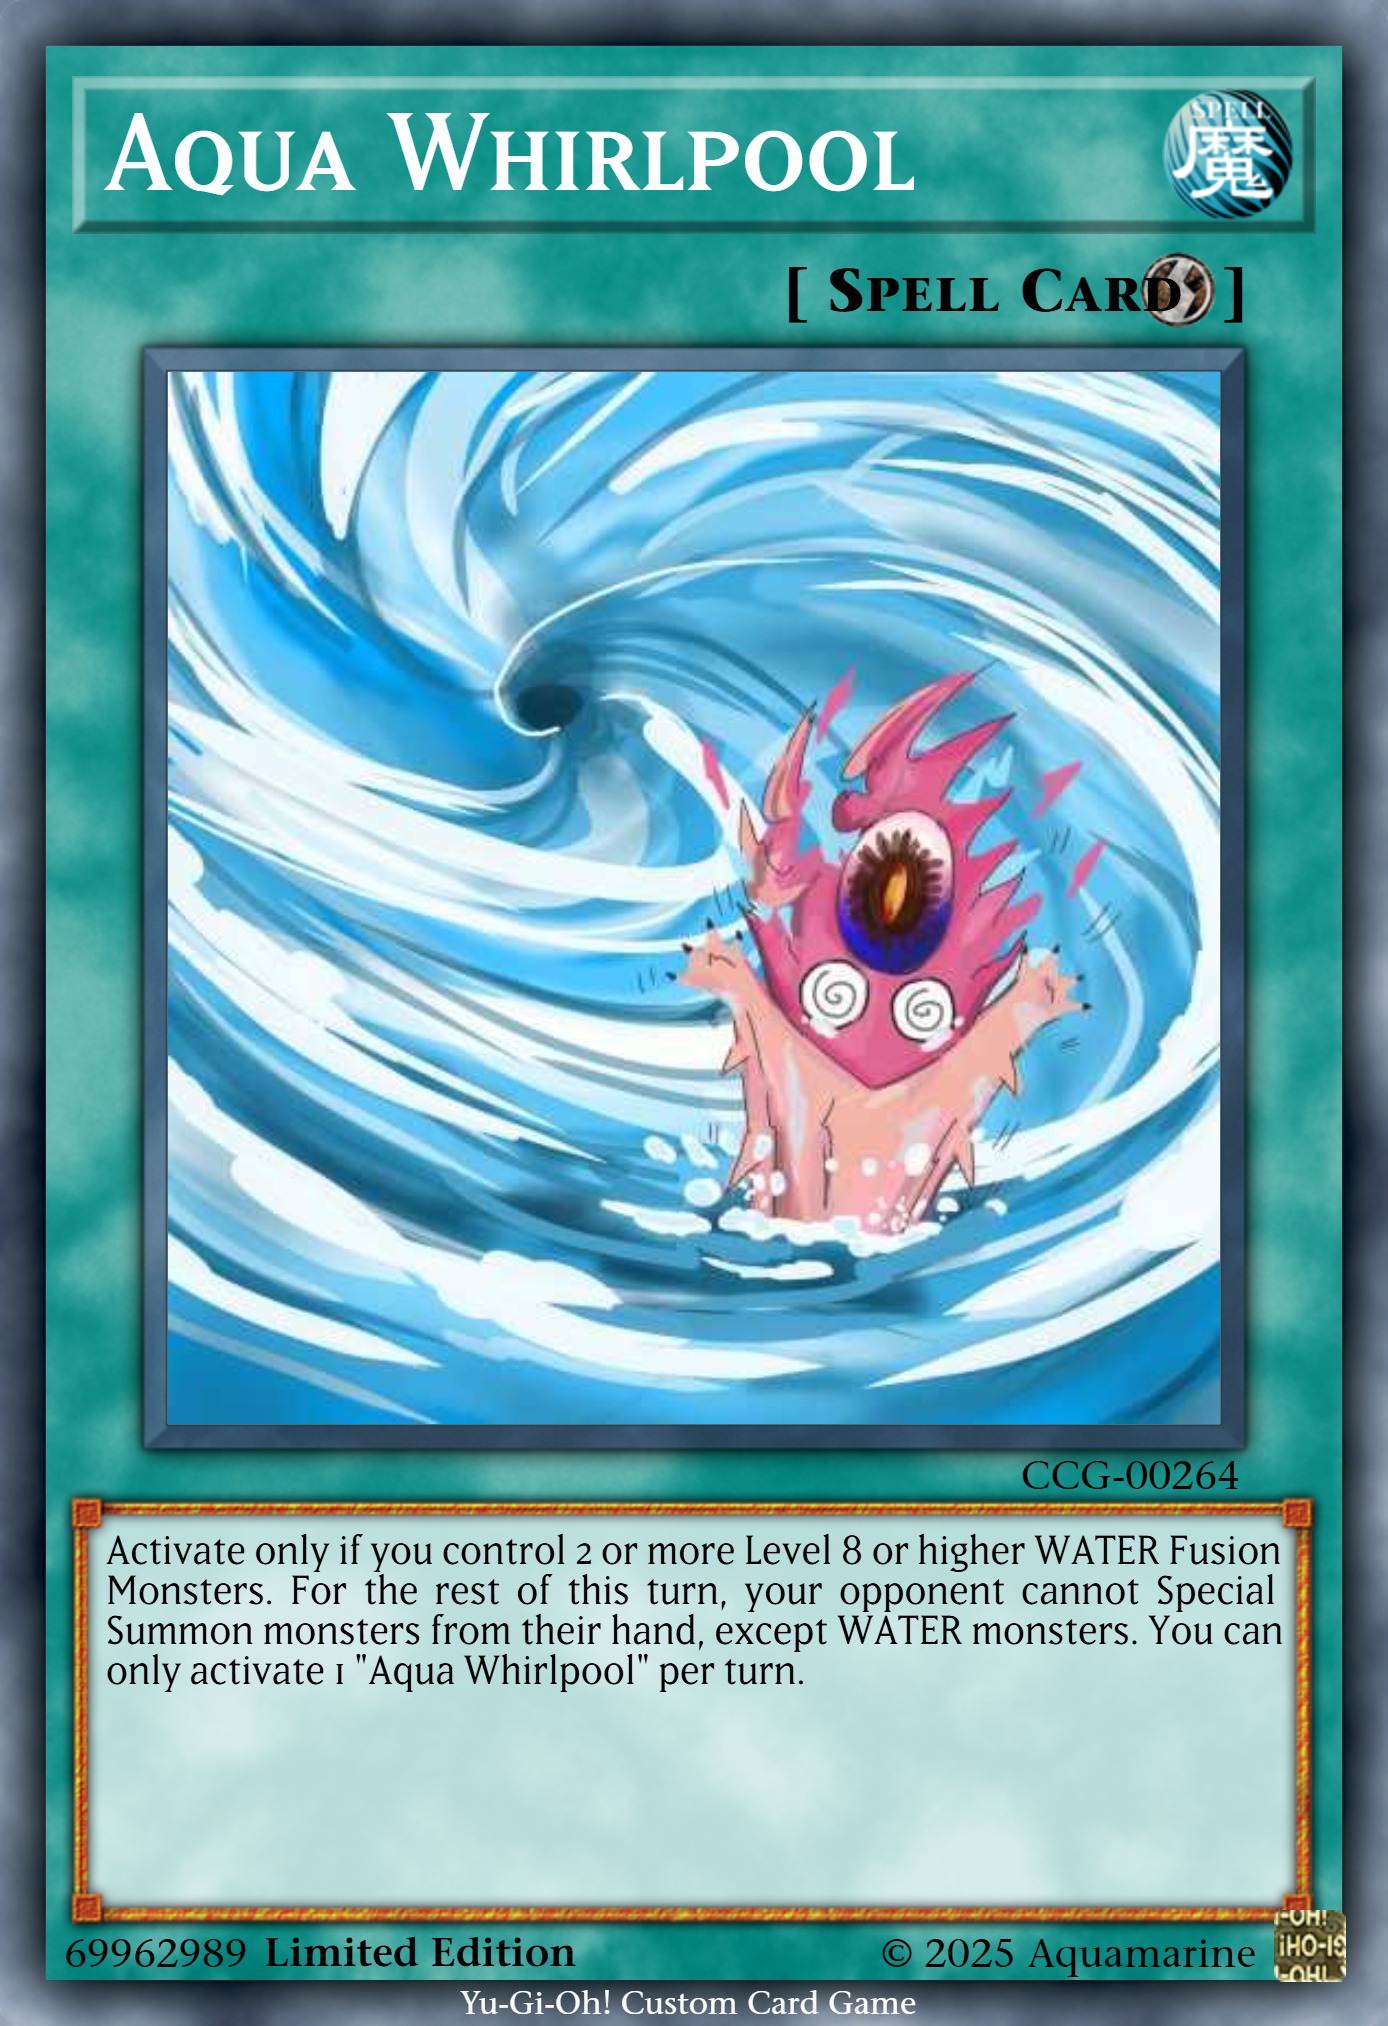 Aqua Whirlpool
SPELL
魔
[ Spell Card ]
CCG-00264
Activate only if you control 2 or more Level 8 or higher WATER Fusion
Monsters. For the rest of this turn, your opponent cannot Special
Summon monsters from their hand, except WATER monsters. You can
only activate 1 "Aqua Whirlpool" per turn.
69962989 Limited Edition
© 2025 Aquamarine
Yu-Gi-Oh! Custom Card Game